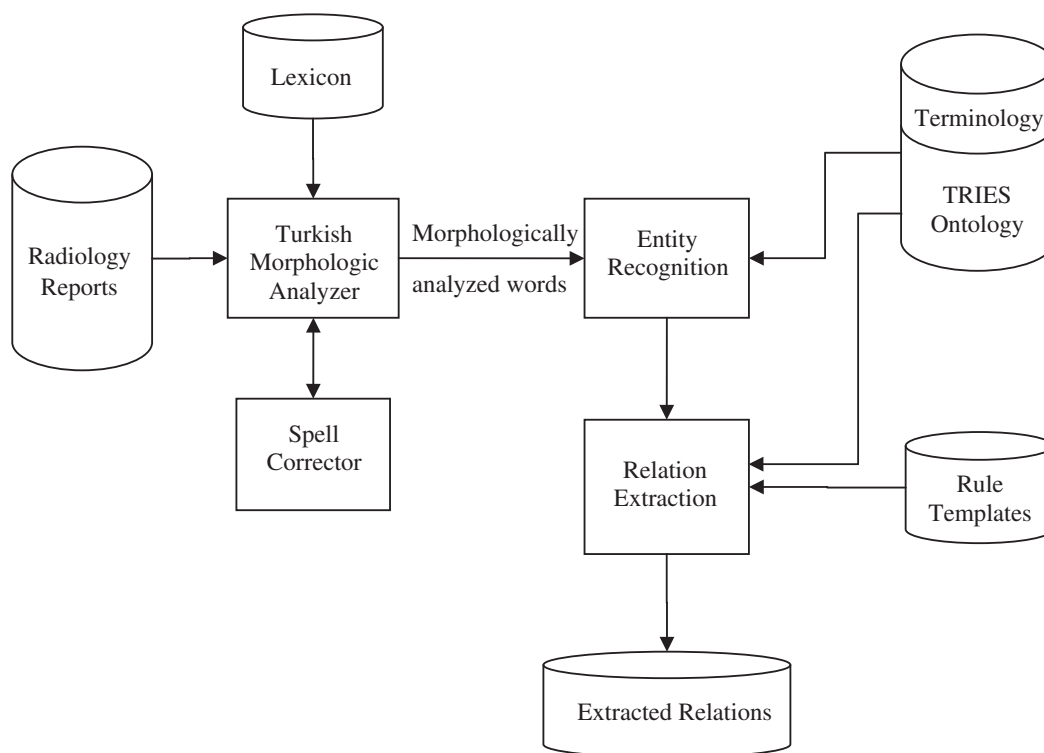 Lexicon
Terminology
TRIES
Ontology
Radiology
Reports
Turkish
Morphologic
Analyzer
Morphologically
analyzed words
Entity
Recognition
Spell
Corrector
Relation
Extraction
Rule
Templates
Extracted Relations